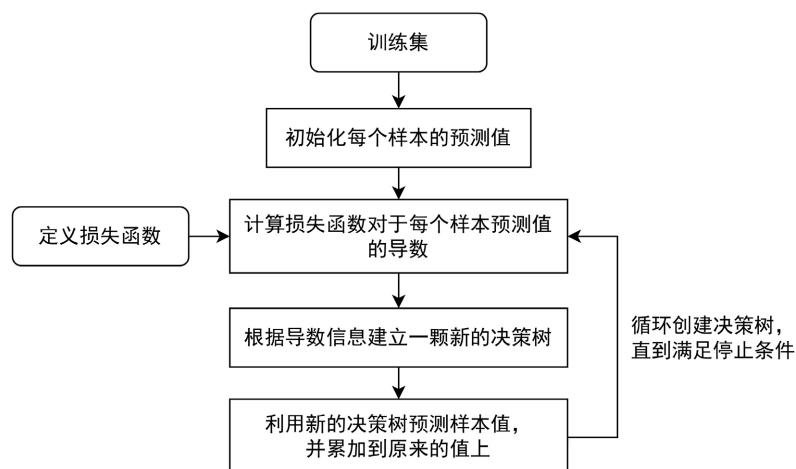 训练集
初始化每个样本的预测值
定义损失函数
计算损失函数对于每个样本预测值
的导数
根据导数信息建立一颗新的决策树
循环创建决策树，
直到满足停止条件
利用新的决策树预测样本值，
并累加到原来的值上